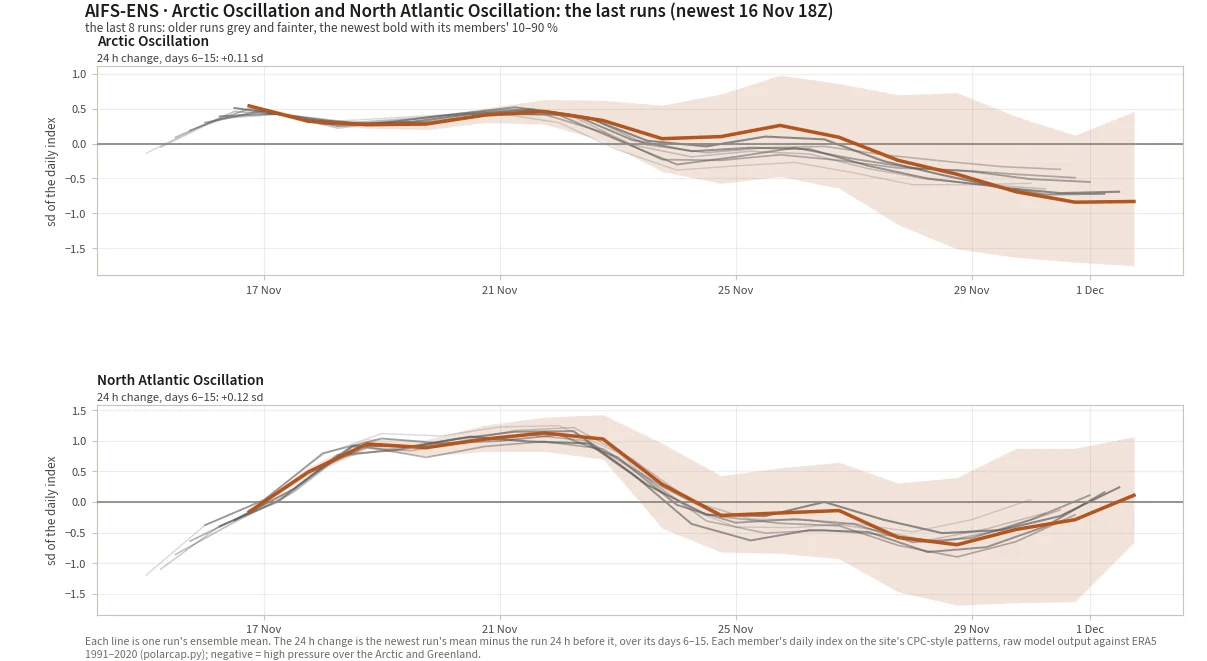 AIFS-ENS · Arctic Oscillation and North Atlantic Oscillation: the last runs (newest 16 Nov 18Z)
the last 8 runs: older runs grey and fainter, the newest bold with its members' 10–90 %
Arctic Oscillation
24 h change, days 6–15: +0.11 sd
1.0
0.5
0.0
−0.5
−1.0
−1.5
sd of the daily index
17 Nov 21 Nov 25 Nov 29 Nov 1 Dec
North Atlantic Oscillation
24 h change, days 6–15: +0.12 sd
1.5
1.0
0.5
0.0
−0.5
−1.0
−1.5
sd of the daily index
17 Nov 21 Nov 25 Nov 29 Nov 1 Dec
Each line is one run's ensemble mean. The 24 h change is the newest run's mean minus the run 24 h before it, over its days 6–15. Each member's daily index on the site's CPC-style patterns, raw model output against ERA5
1991–2020 (polarcap.py); negative = high pressure over the Arctic and Greenland.